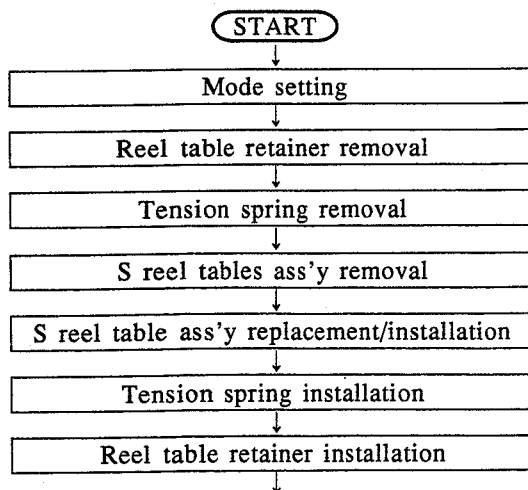 START
Mode setting
Reel table retainer removal
Tension spring removal
S reel tables ass'y removal
S reel table ass'y replacement/installation
Tension spring installation
Reel table retainer installation